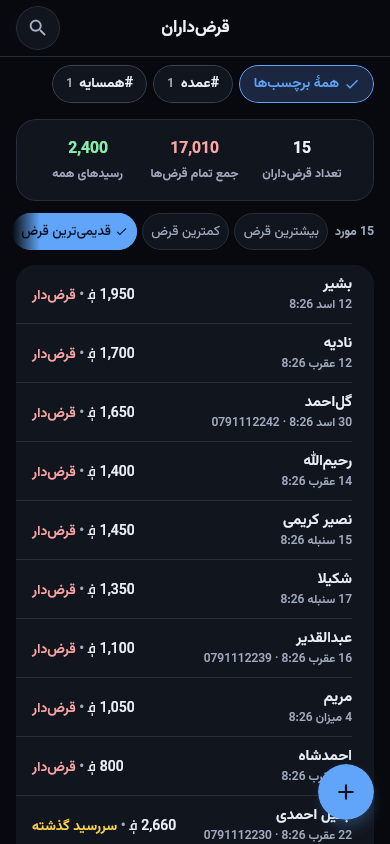 قرض‌داران
همهٔ برچسب‌ها
#عمده 1
#همسایه 1
15 17,010 2,400
تعداد قرض‌داران جمع تمام قرض‌ها رسیدهای همه
15 مورد بیشترین قرض کمترین قرض قدیمی‌ترین قرض
بشیر
1,950 ؋ • قرض‌دار
12 اسد 8:26
نادیه
1,700 ؋ • قرض‌دار
12 عقرب 8:26
گل‌احمد
1,650 ؋ • قرض‌دار
30 اسد 8:26 · 0791112242
رحیم‌الله
1,400 ؋ • قرض‌دار
14 عقرب 8:26
نصیر کریمی
1,450 ؋ • قرض‌دار
15 سنبله 8:26
شکیلا
1,350 ؋ • قرض‌دار
17 سنبله 8:26
عبدالقدیر
1,100 ؋ • قرض‌دار
16 عقرب 8:26 · 0791112239
مریم
1,050 ؋ • قرض‌دار
4 میزان 8:26
احمدشاه
800 ؋ • قرض‌دار
8:26
احمدی
2,660 ؋ • سررسید گذشته
22 عقرب 8:26 · 0791112230